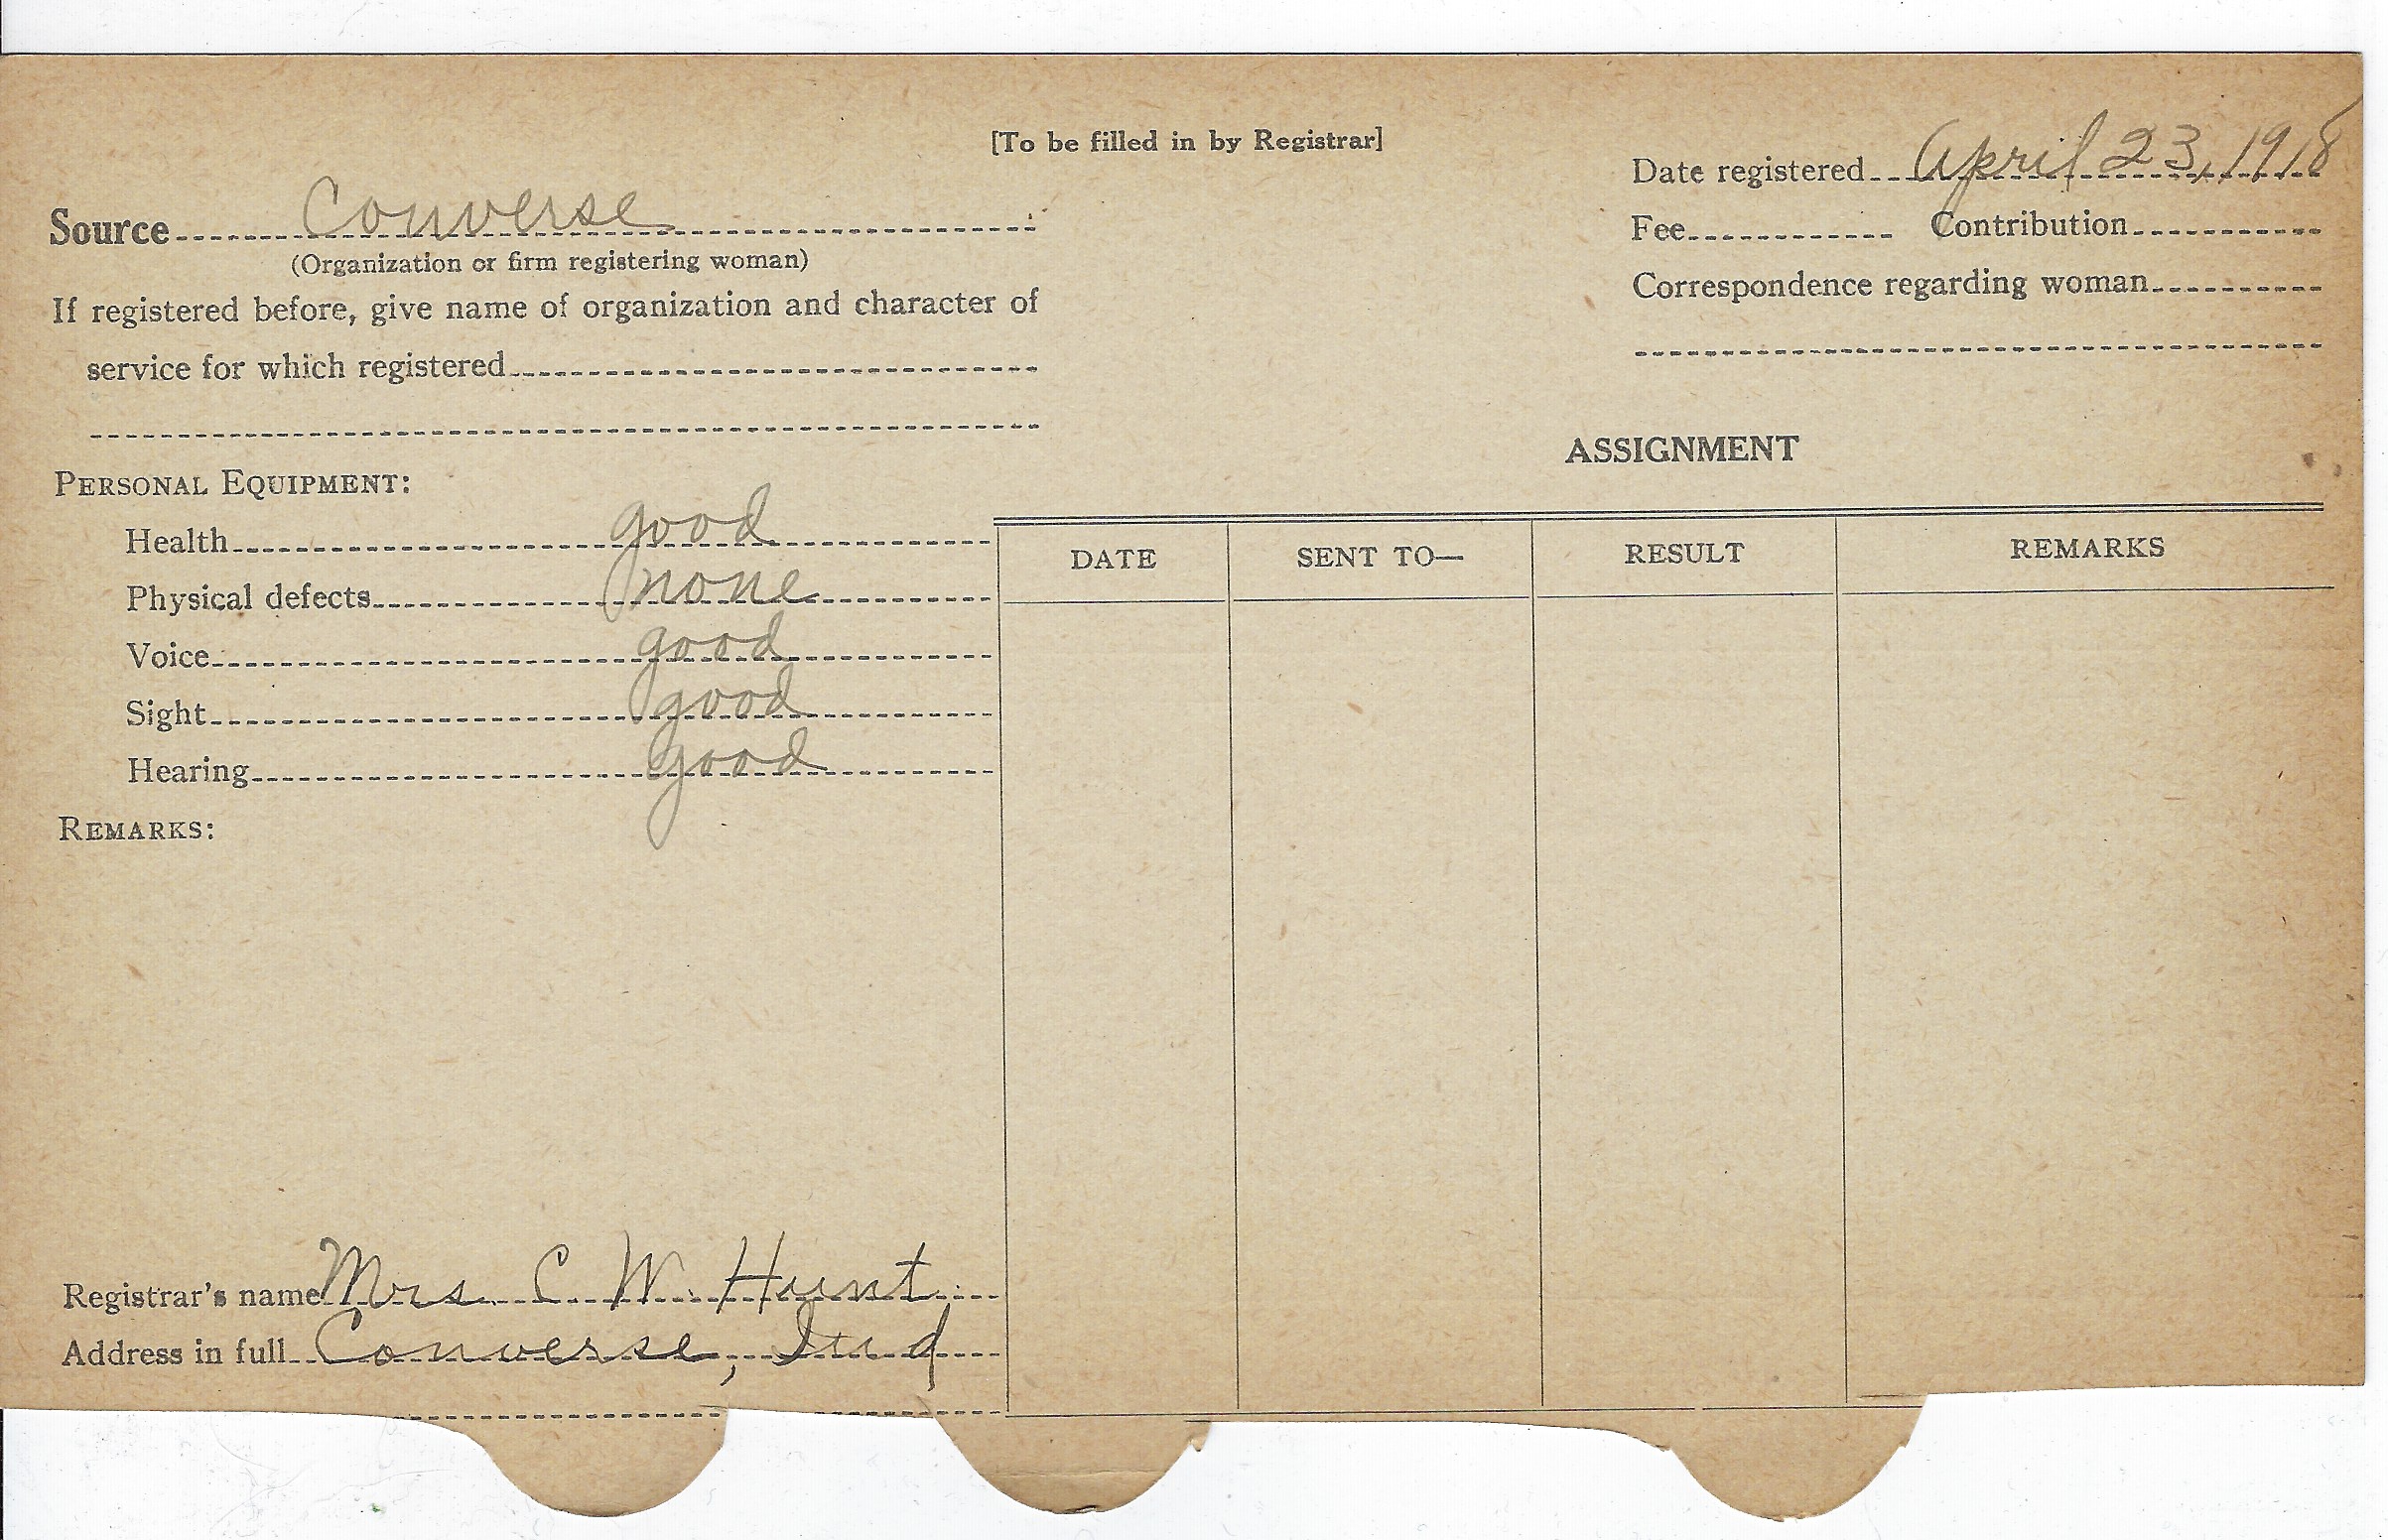 [To be filled in by Registrar]
Date registered April 23, 1918
Source Converse
(Organization or firm registering woman)
Fee Contribution
Correspondence regarding woman
If registered before, give name of organization and character of
service for which registered
ASSIGNMENT
PERSONAL EQUIPMENT:
Health good
Physical defects none
Voice good
Sight good
Hearing good
REMARKS:
DATE SENT TO— RESULT REMARKS
Registrar's name Mrs. C. W. Hunt
Address in full Converse, Ind